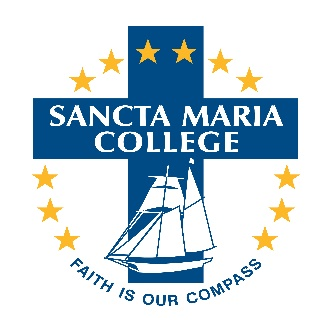 SANCTA MARIA
COLLEGE
FAITH IS OUR COMPASS